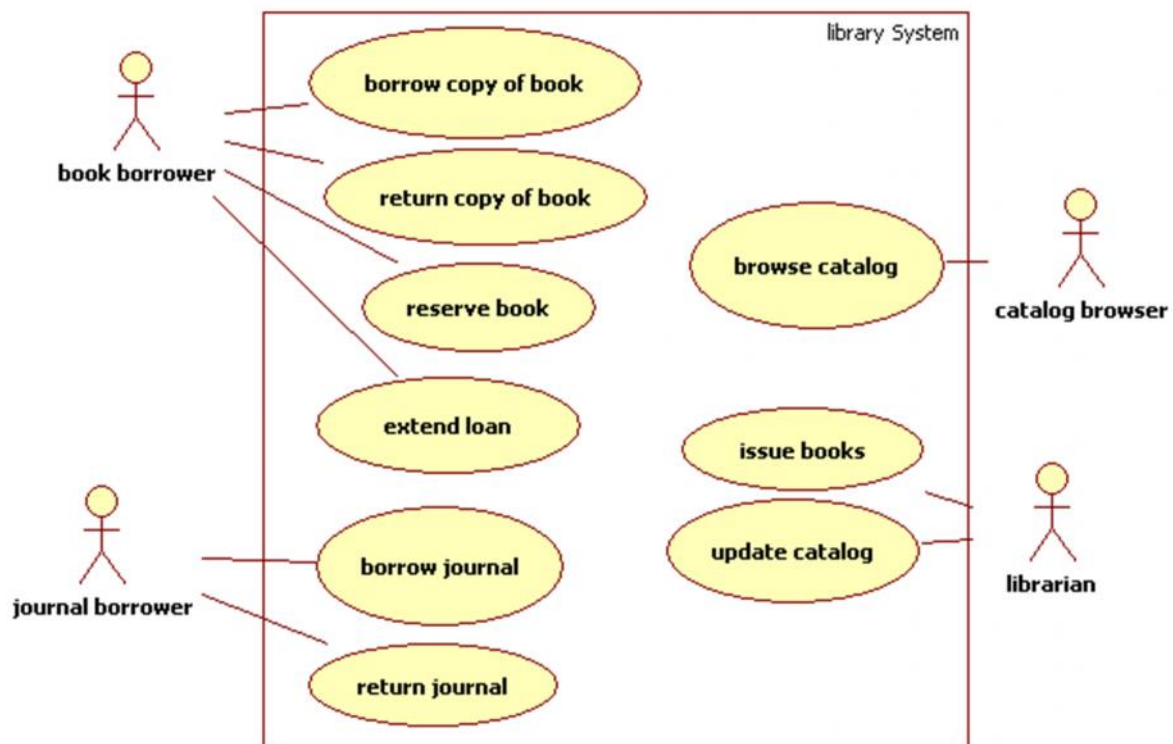 library System
borrow copy of book
book borrower
return copy of book
browse catalog
reserve book
catalog browser
extend loan
issue books
update catalog
borrow journal
librarian
journal borrower
return journal